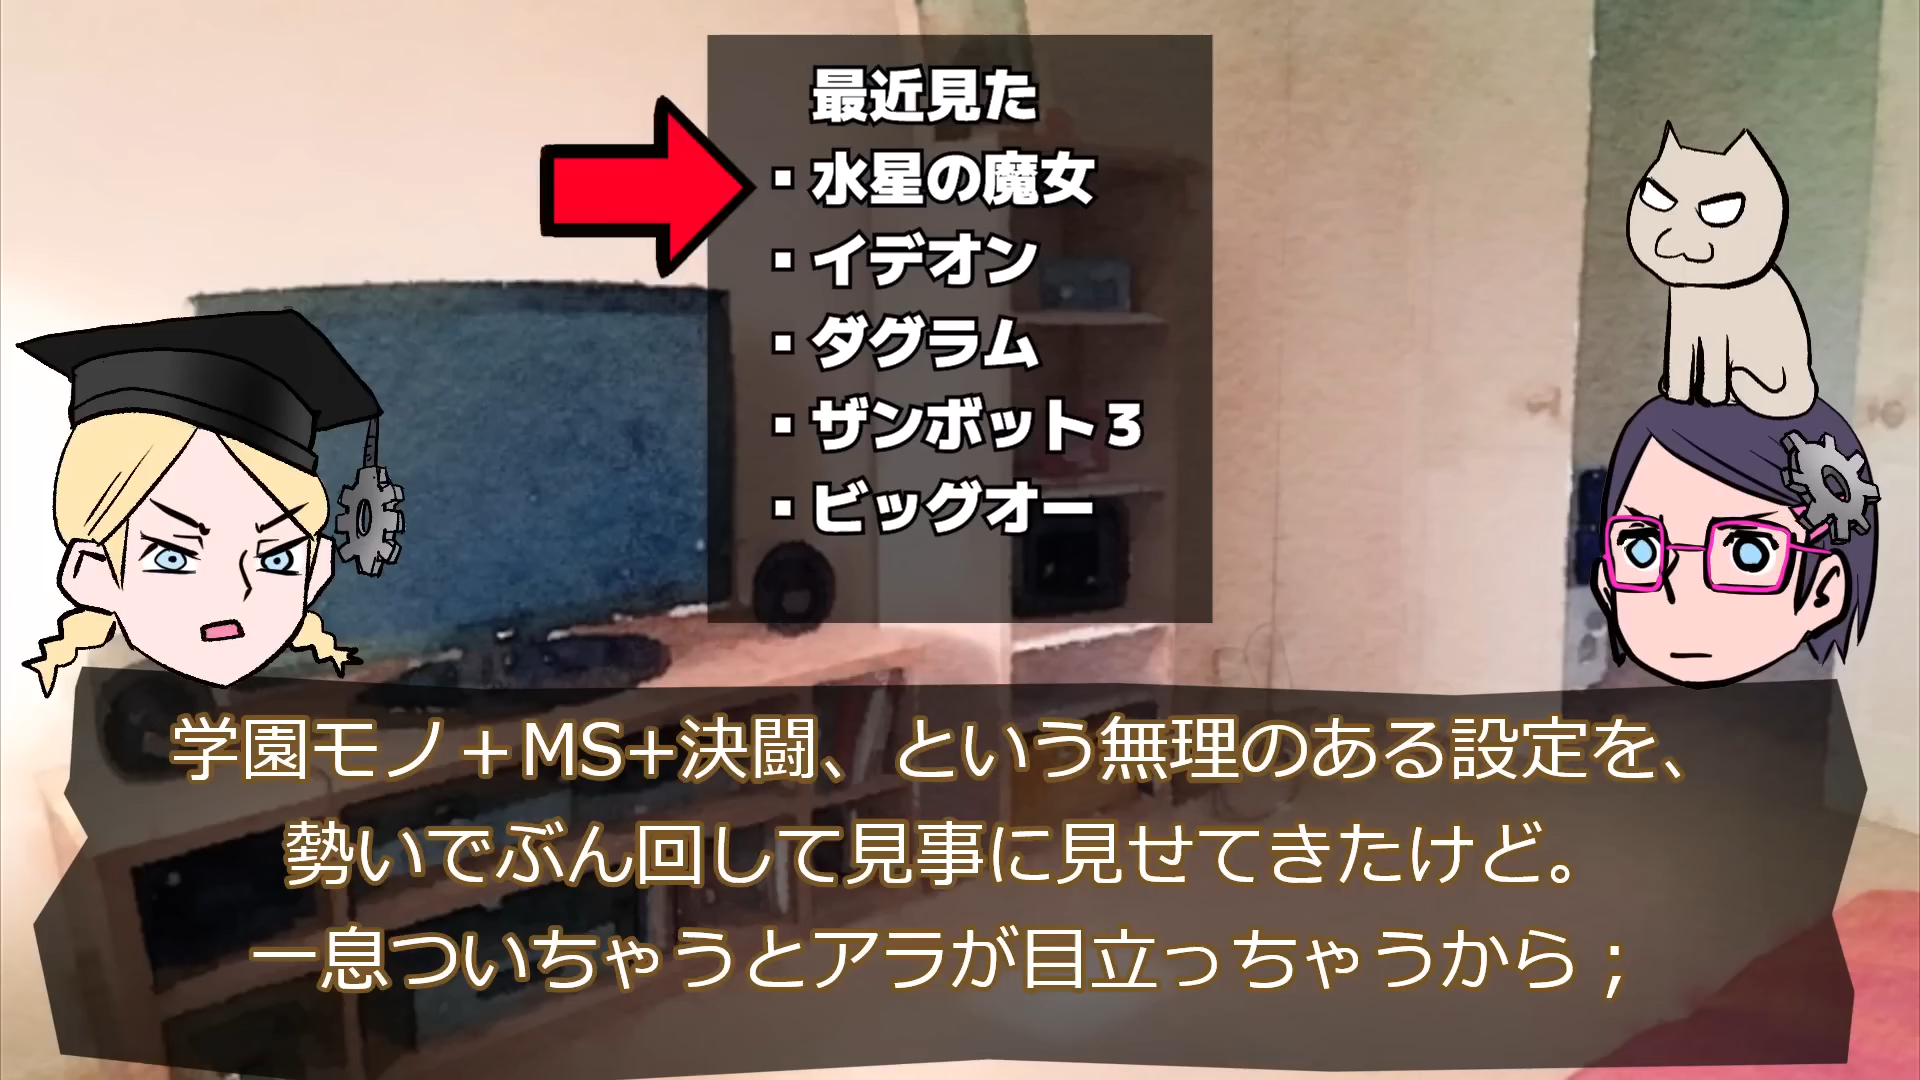 最近見た
・水星の魔女
・イデオン
・ダグラム
・ザンボット３
・ビッグオー
学園モノ＋MS+決闘、という無理のある設定を、
勢いでぶん回して見事に見せてきたけど。
一息ついちゃうとアラが目立っちゃうから；